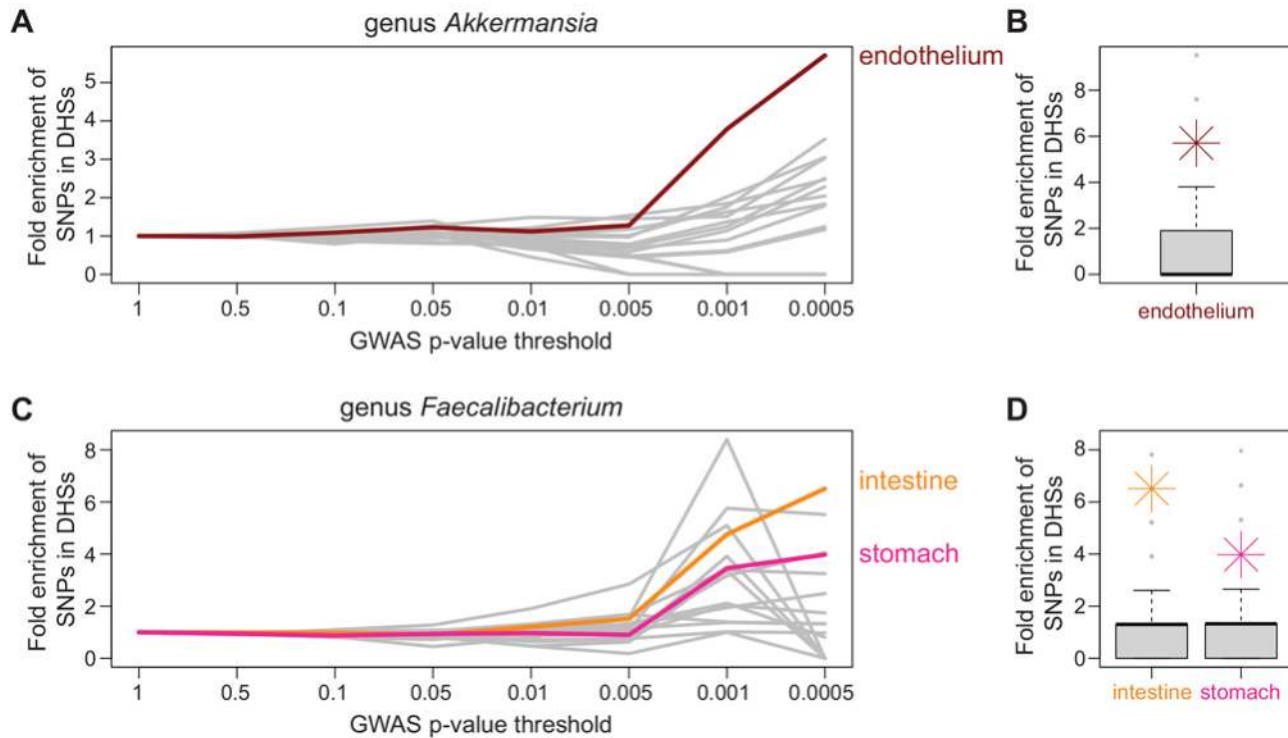 A
genus Akkermansia
Fold enrichment of
SNPs in DHSs
5
4
3
2
1
0
1 0.5 0.1 0.05 0.01 0.005 0.001 0.0005
GWAS p-value threshold
endothelium
B
Fold enrichment of
SNPs in DHSs
8
6
4
2
0
endothelium
C
genus Faecalibacterium
Fold enrichment of
SNPs in DHSs
8
6
4
2
0
1 0.5 0.1 0.05 0.01 0.005 0.001 0.0005
GWAS p-value threshold
intestine
stomach
D
Fold enrichment of
SNPs in DHSs
8
6
4
2
0
intestine stomach